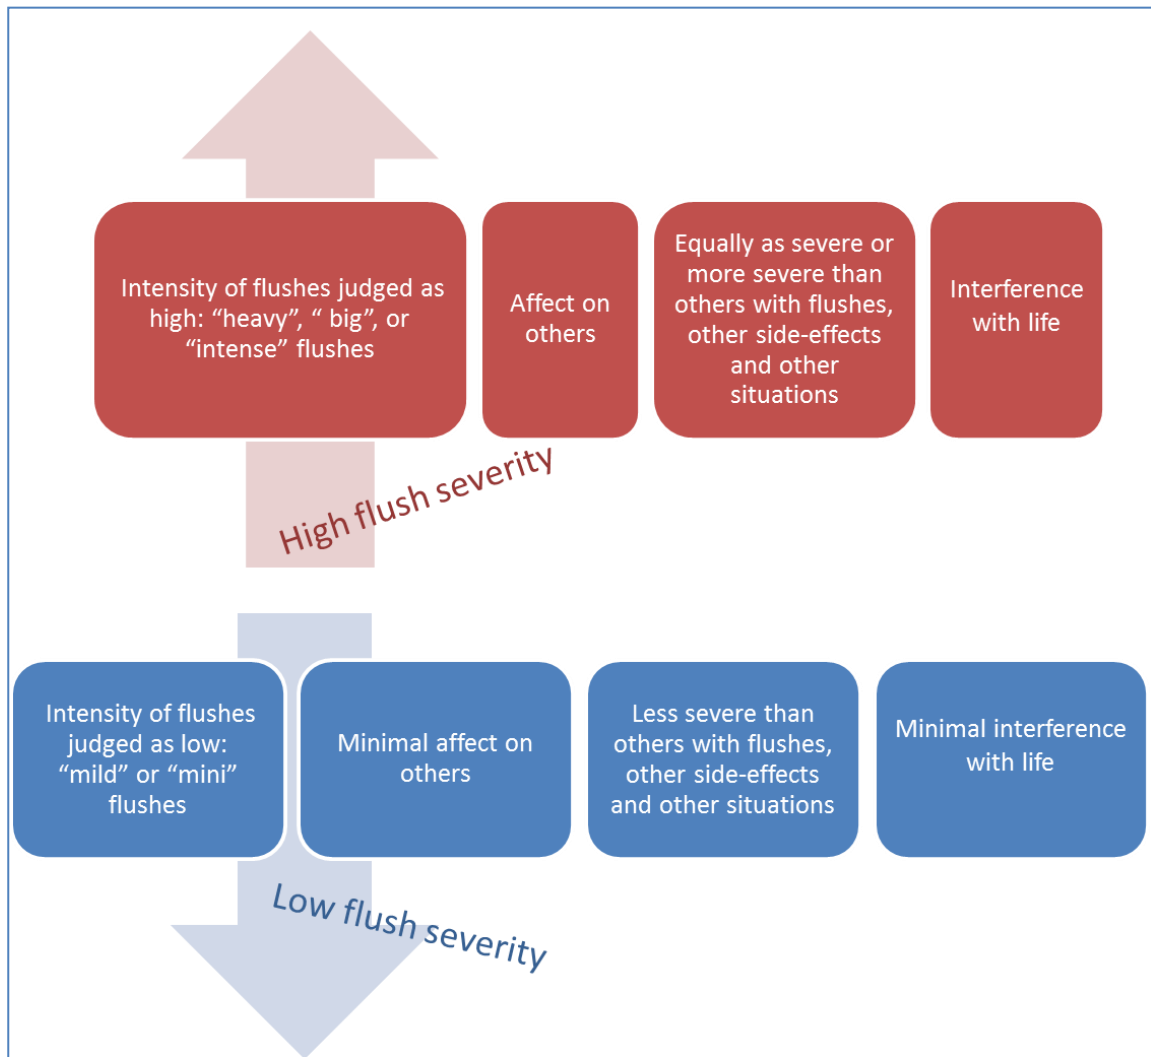 Intensity of flushes judged as
high: “heavy”, “ big”, or
“intense” flushes
Affect on
others
Equally as severe or
more severe than
others with flushes,
other side-effects
and other
situations
Interference
with life
High flush severity
Intensity of flushes
judged as low:
“mild” or “mini”
flushes
Minimal affect on
others
Less severe than
others with flushes,
other side-effects
and other situations
Minimal interference
with life
Low flush severity